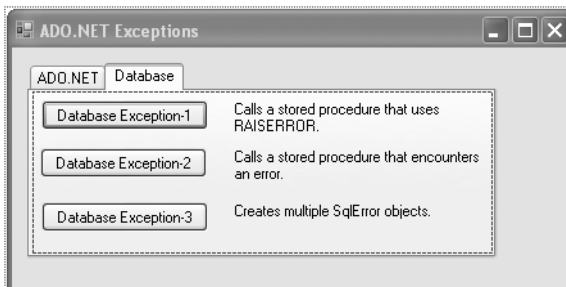 ADO.NET Exceptions
ADO.NET Database
Database Exception-1
Calls a stored procedure that uses
RAISERROR.
Database Exception-2
Calls a stored procedure that encounters
an error.
Database Exception-3
Creates multiple SqlError objects.